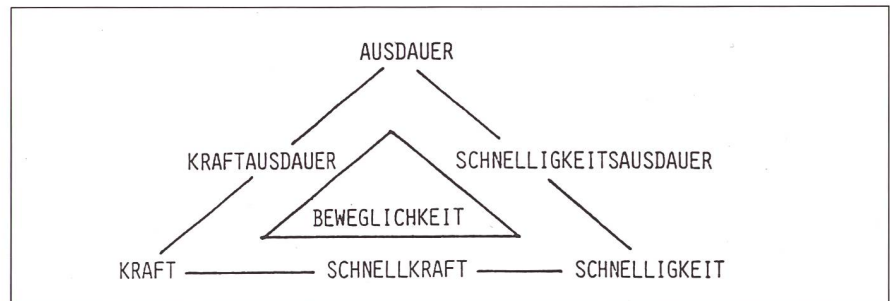 AUSDAUER
KRAFTAUSDAUER SCHNELLIGKEITSAUSDAUER
BEWEGLICHKEIT
KRAFT SCHNELLKRAFT SCHNELLIGKEIT